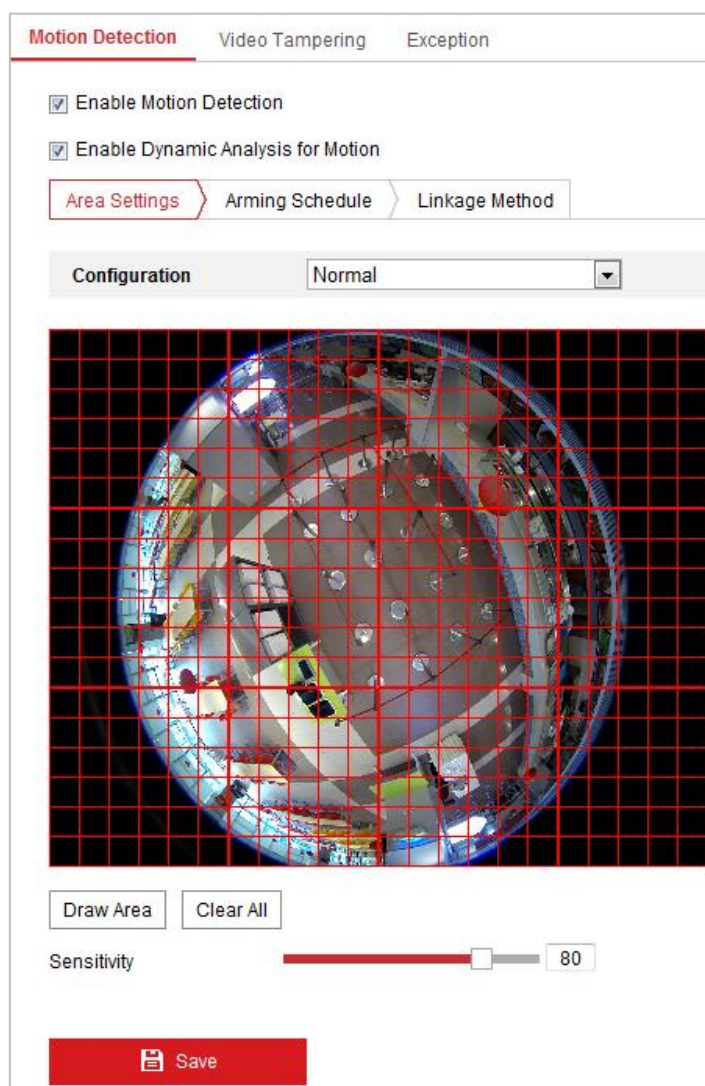 Motion Detection Video Tampering Exception
Enable Motion Detection
Enable Dynamic Analysis for Motion
Area Settings Arming Schedule Linkage Method
Configuration Normal
Draw Area Clear All
Sensitivity 80
Save